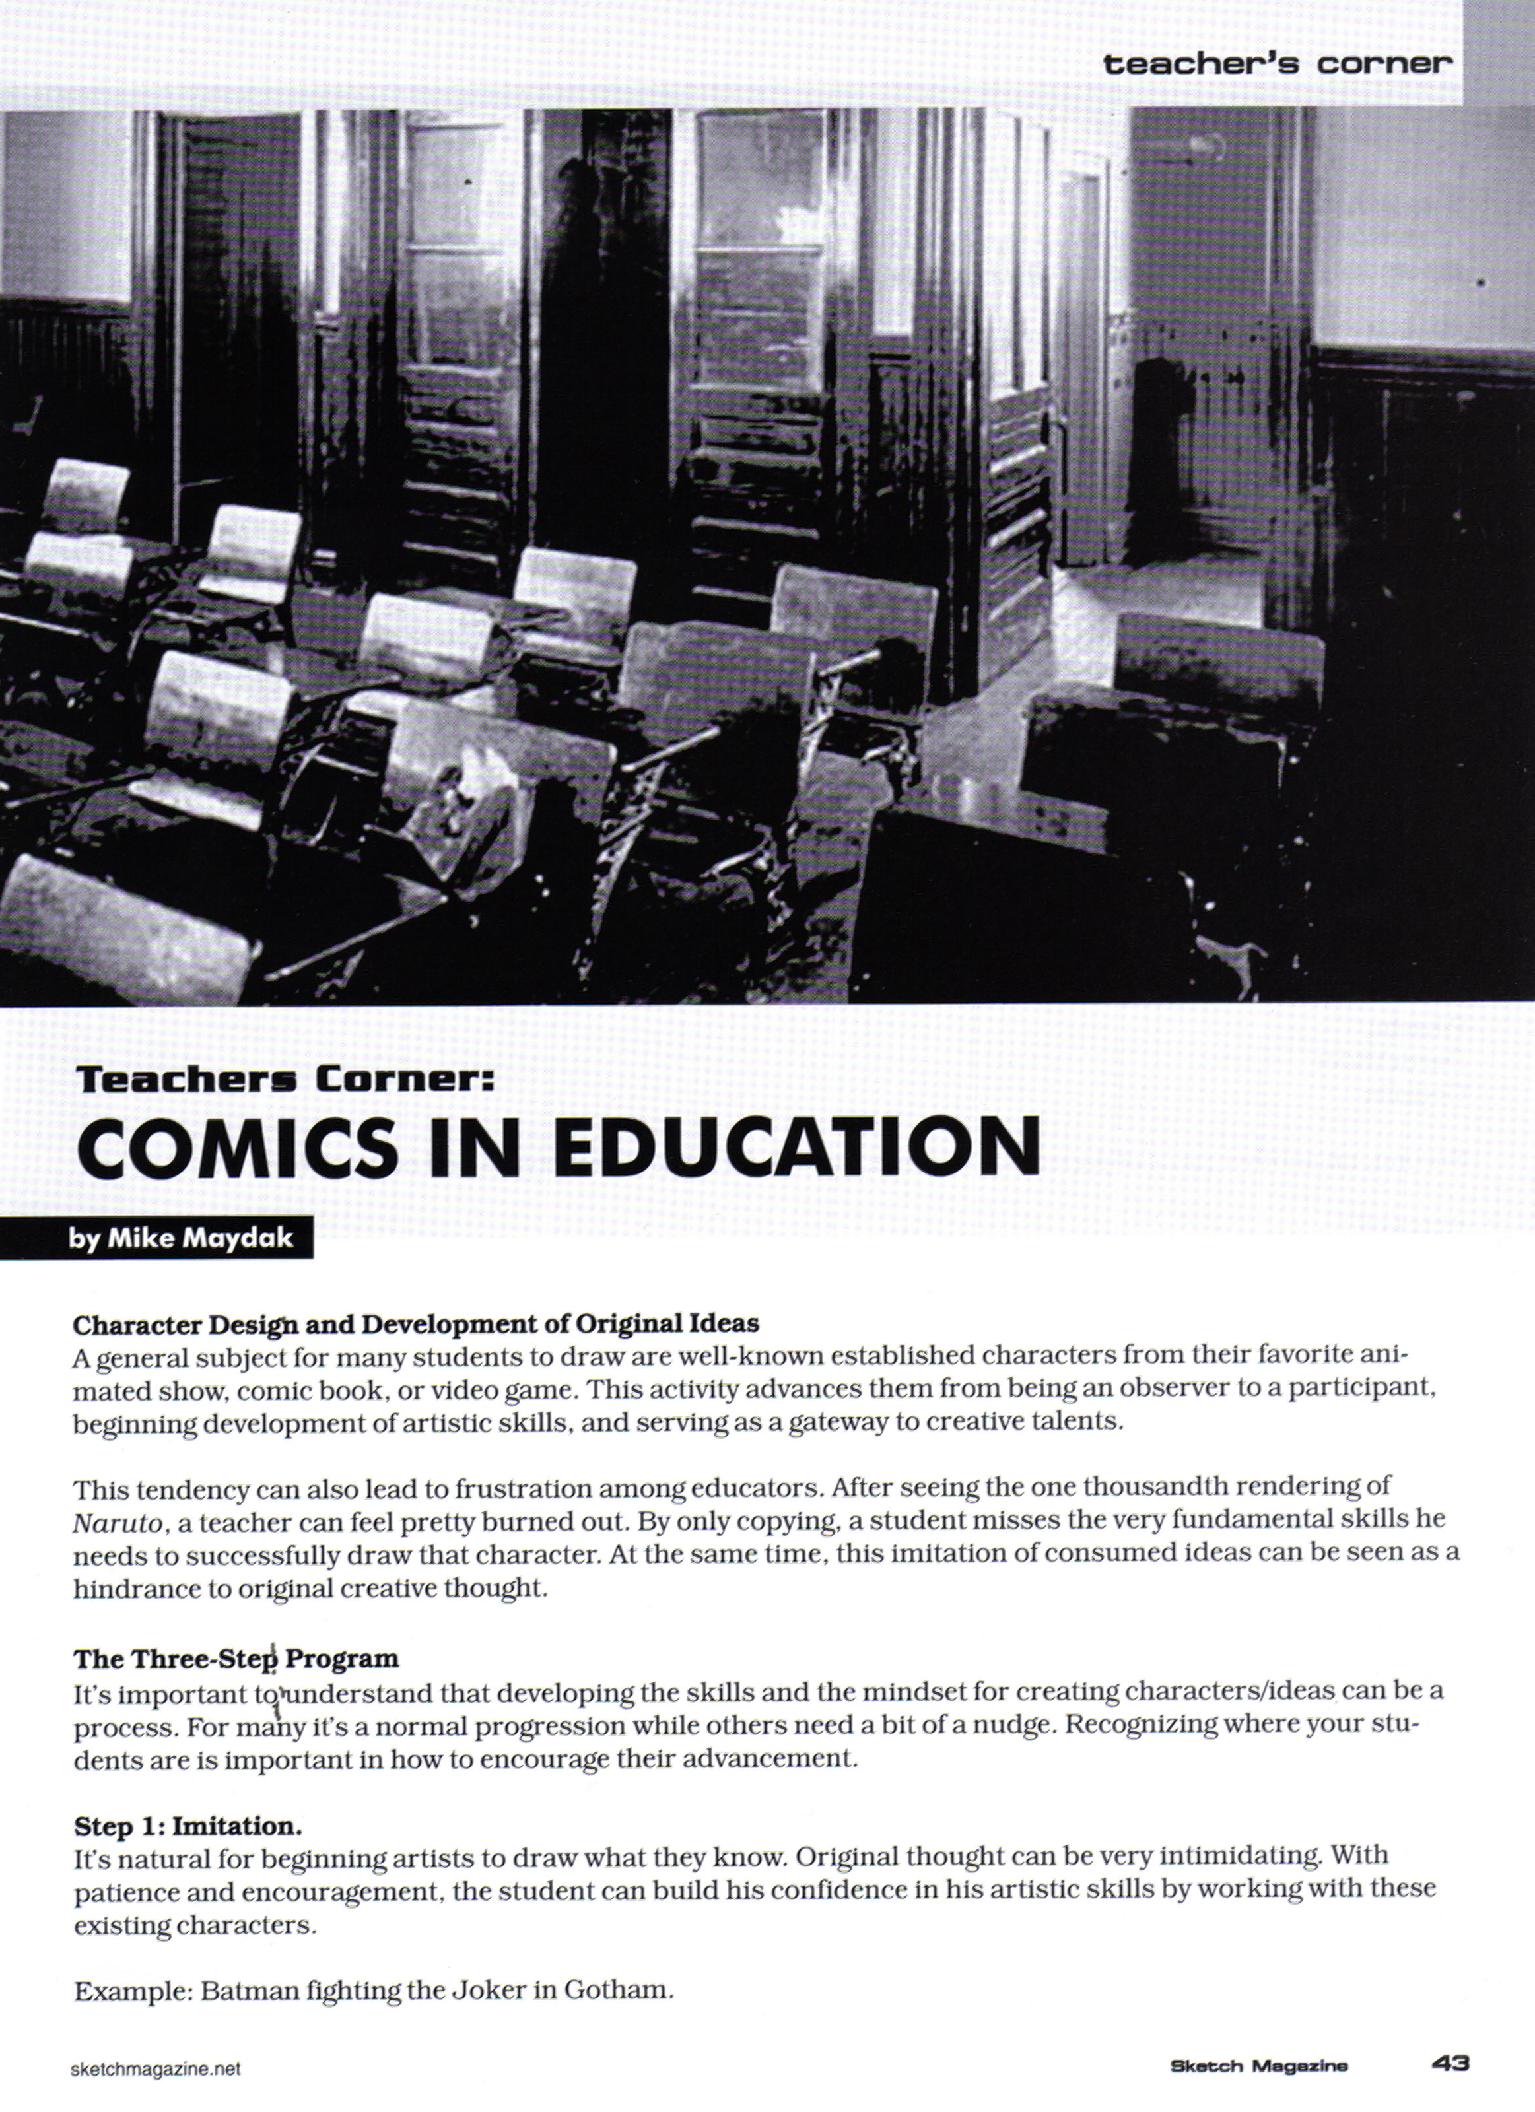 teacher's corner
Teachers Corner:
COMICS IN EDUCATION
by Mike Maydak
Character Design and Development of Original Ideas
A general subject for many students to draw are well-known established characters from their favorite ani-
mated show, comic book, or video game. This activity advances them from being an observer to a participant,
beginning development of artistic skills, and serving as a gateway to creative talents.
This tendency can also lead to frustration among educators. After seeing the one thousandth rendering of
Naruto, a teacher can feel pretty burned out. By only copying, a student misses the very fundamental skills he
needs to successfully draw that character. At the same time, this imitation of consumed ideas can be seen as a
hindrance to original creative thought.
The Three-Step Program
It's important to understand that developing the skills and the mindset for creating characters/ideas can be a
process. For many it's a normal progression while others need a bit of a nudge. Recognizing where your stu-
dents are is important in how to encourage their advancement.
Step 1: Imitation.
It's natural for beginning artists to draw what they know. Original thought can be very intimidating. With
patience and encouragement, the student can build his confidence in his artistic skills by working with these
existing characters.
Example: Batman fighting the Joker in Gotham.
sketchmagazine.net
Sketch Magazine 43